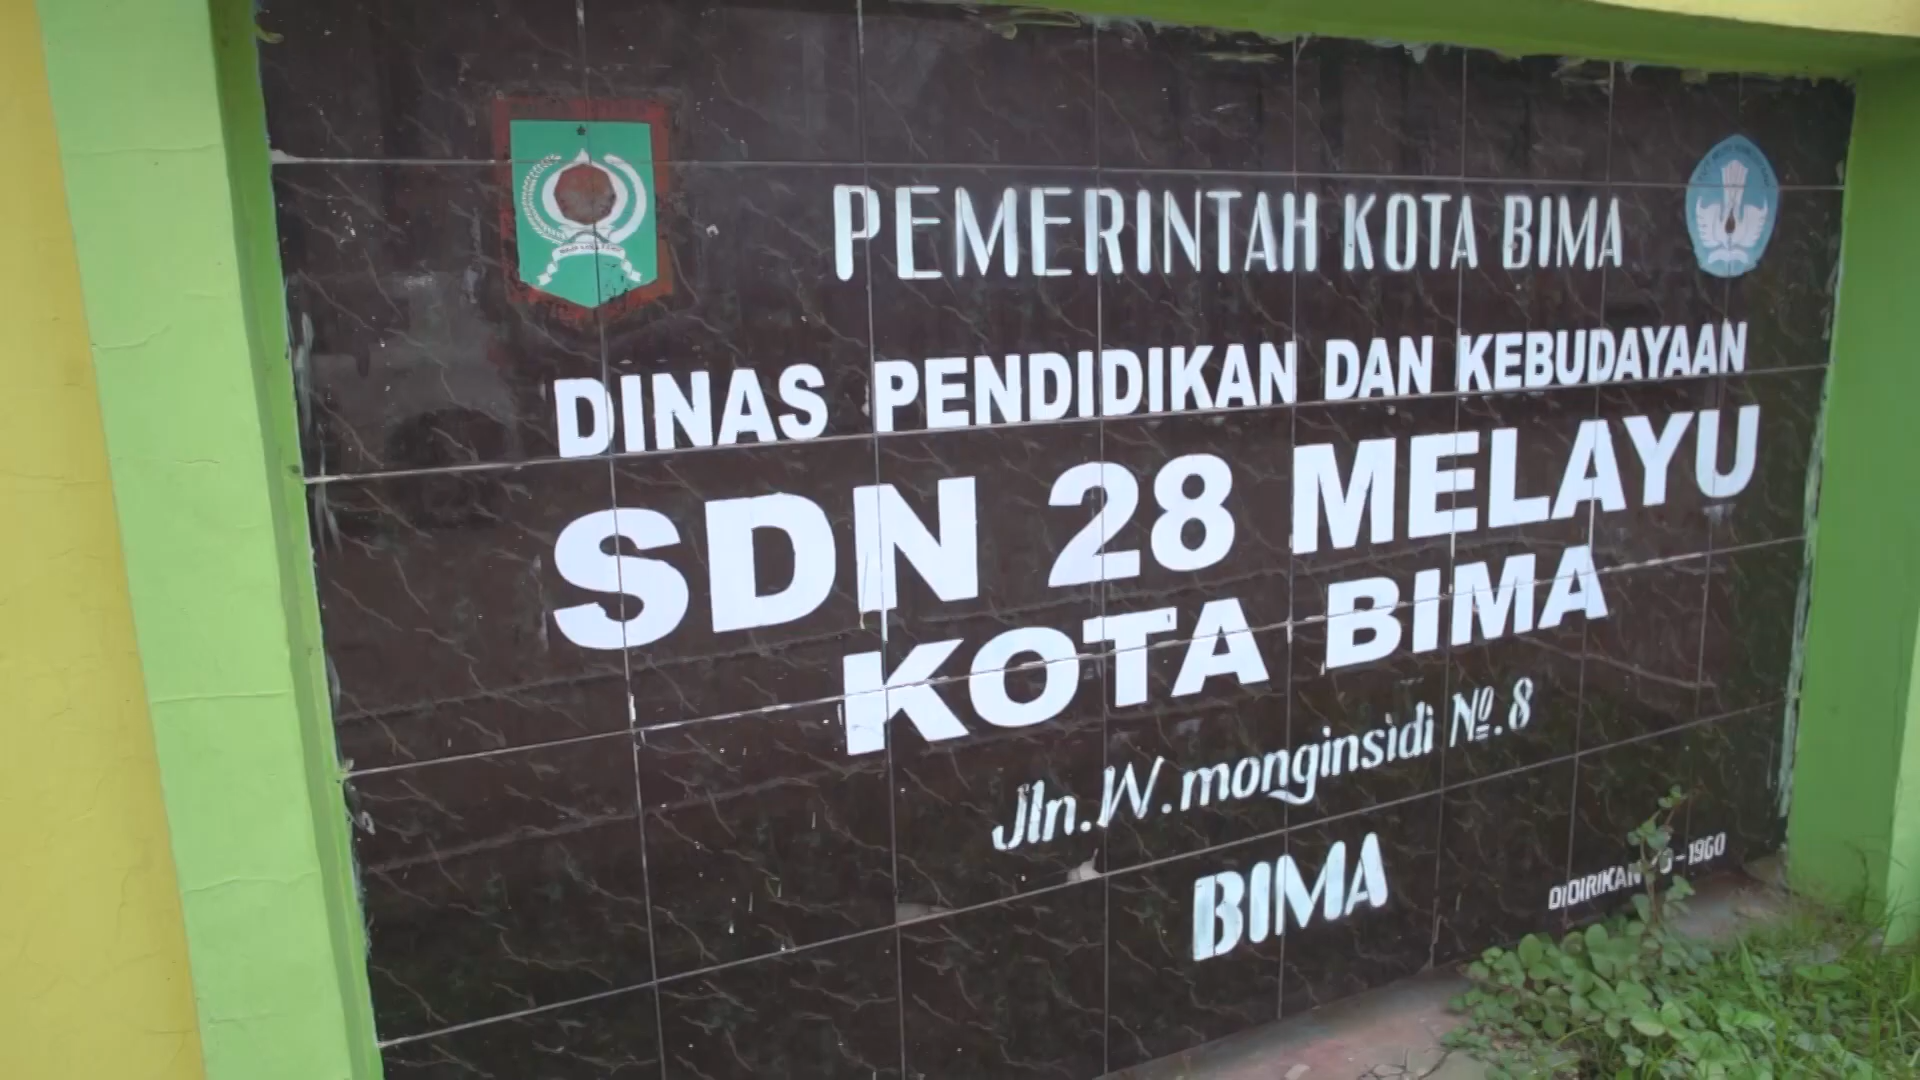 PEMERINTAH KOTA BIMA
DINAS PENDIDIKAN DAN KEBUDAYAAN
SDN 28 MELAYU
KOTA BIMA
Jln.W.monginsidi Nº.8
BIMA
DIDIRIKAN